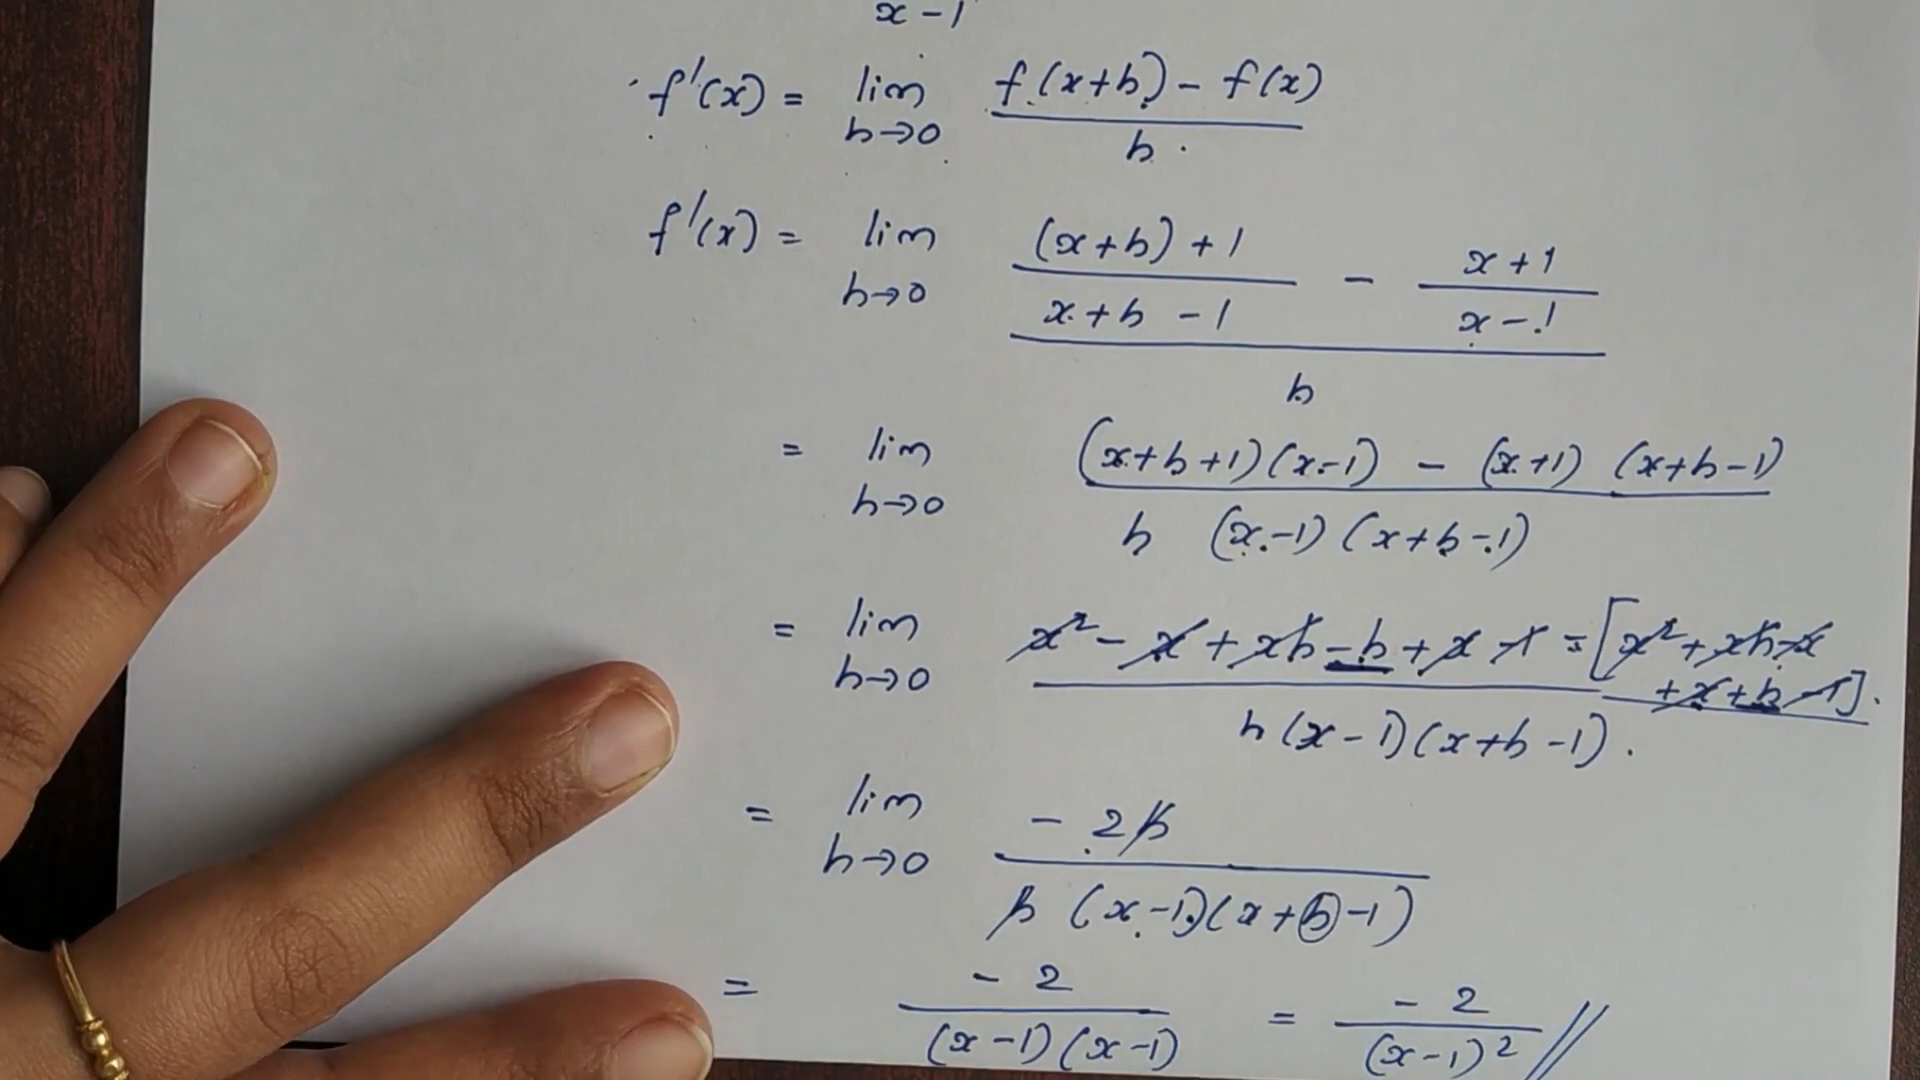 x - 1
f'(x) = lim f(x+h) - f(x)
h→0 h
f'(x) = lim (x+h) + 1 - x + 1
h→0 x + h - 1 x - 1
h
= lim (x+h+1)(x-1) - (x+1) (x+h-1)
h→0 h (x-1) (x+h-1)
= lim x² - x + xh - h + x - 1 - [x² + xh - x
h→0 + x + h - 1].
h (x-1)(x+h-1).
= lim - 2h
h→0 h (x-1)(x+h-1)
= - 2 = - 2
(x-1) (x-1) (x-1)² //